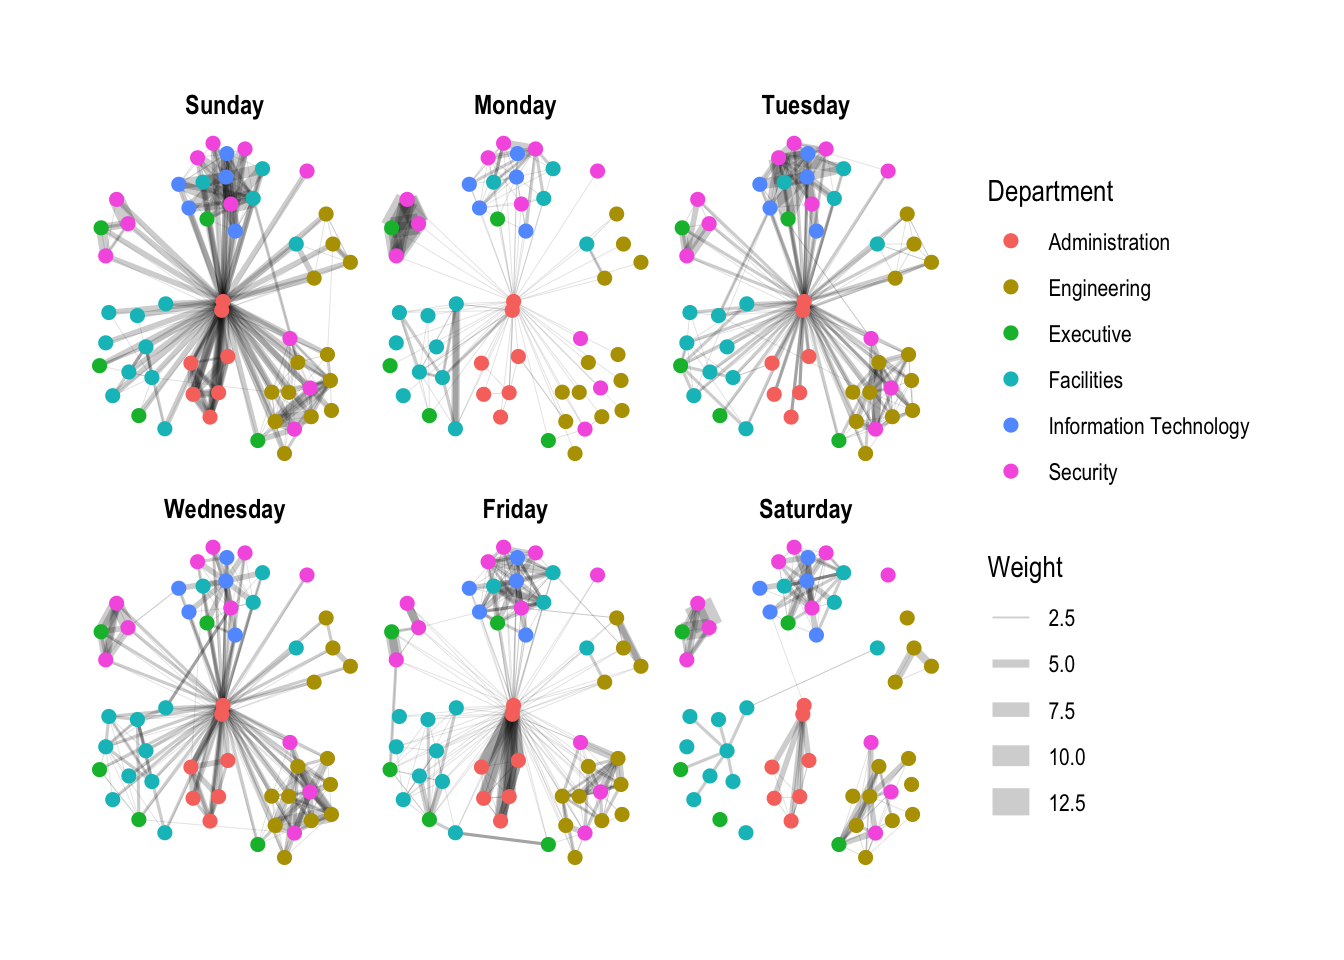 Sunday
Monday
Tuesday
Wednesday
Friday
Saturday
Department
Administration
Engineering
Executive
Facilities
Information Technology
Security
Weight
2.5
5.0
7.5
10.0
12.5